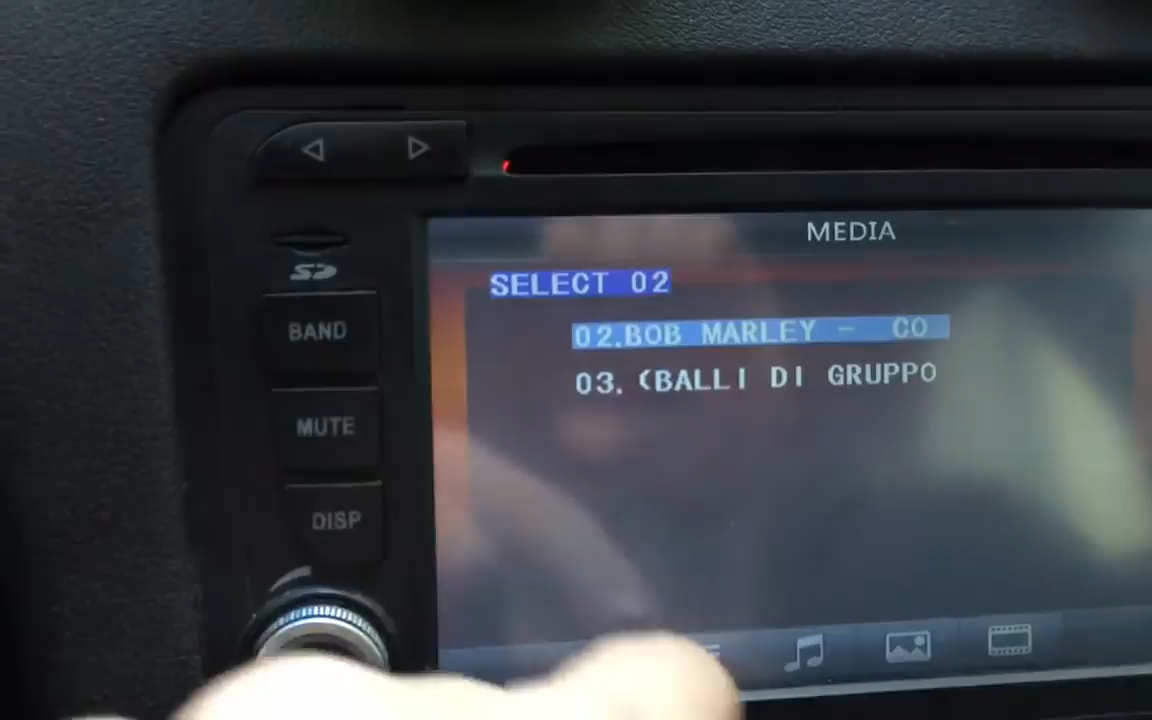 MEDIA
SD
SELECT 02
BAND
02.BOB MARLEY - CO
03. (BALLI DI GRUPPO
MUTE
DISP